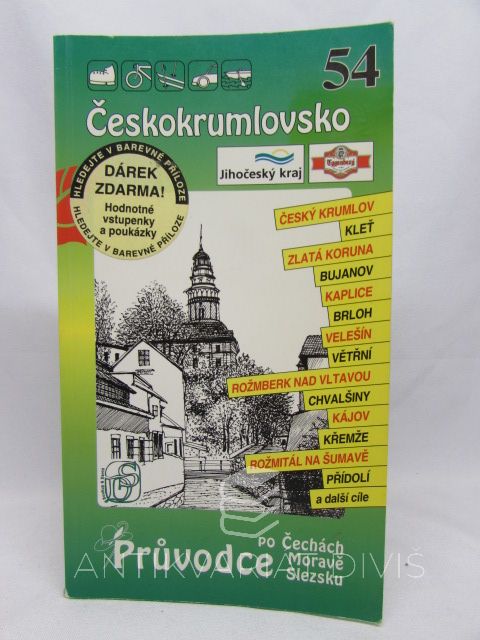 54
Českokrumlovsko
HLEDEJTE V BAREVNÉ PŘÍLOZE
DÁREK
ZDARMA!
Hodnotné
vstupenky
a poukázky
HLEDEJTE V BAREVNÉ PŘÍLOZE
Jihočeský kraj
ČESKÝ KRUMLOV
KLEŤ
ZLATÁ KORUNA
BUJANOV
KAPLICE
BRLOH
VELEŠÍN
VĚTŘNÍ
ROŽMBERK NAD VLTAVOU
CHVALŠINY
KÁJOV
KŘEMŽE
ROŽMITÁL NA ŠUMAVĚ
PŘÍDOLÍ
a další cíle
Průvodce
po Čechách
Moravě
Slezsku
ANTIKVARIÁT DIVIŠ